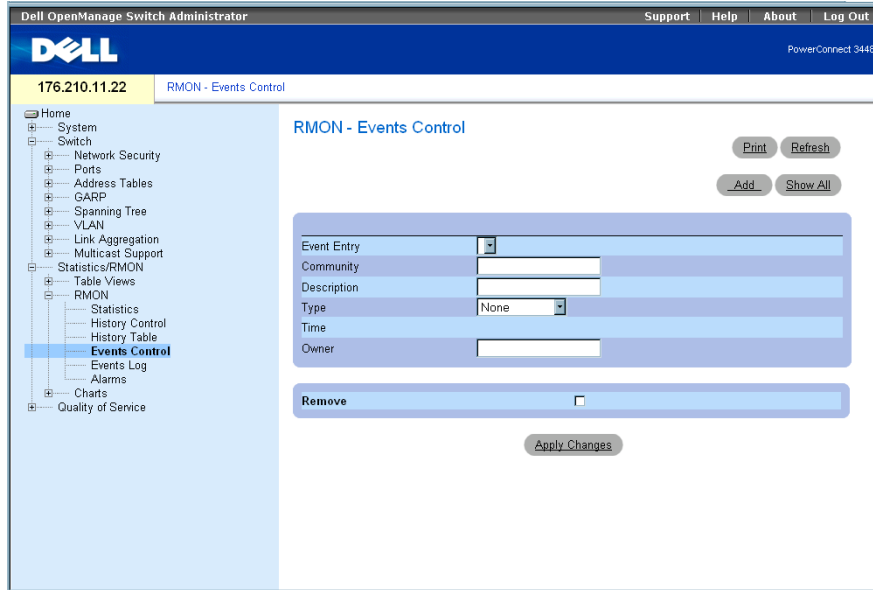 Dell OpenManage Switch Administrator
Support Help About Log Out
DELL
PowerConnect 3448
176.210.11.22
RMON - Events Control
Home
System
Switch
Network Security
Ports
Address Tables
GARP
Spanning Tree
VLAN
Link Aggregation
Multicast Support
Statistics/RMON
Table Views
RMON
Statistics
History Control
History Table
Events Control
Events Log
Alarms
Charts
Quality of Service
RMON - Events Control
Print Refresh
Add Show All
Event Entry
Community
Description
Type None
Time
Owner
Remove
Apply Changes